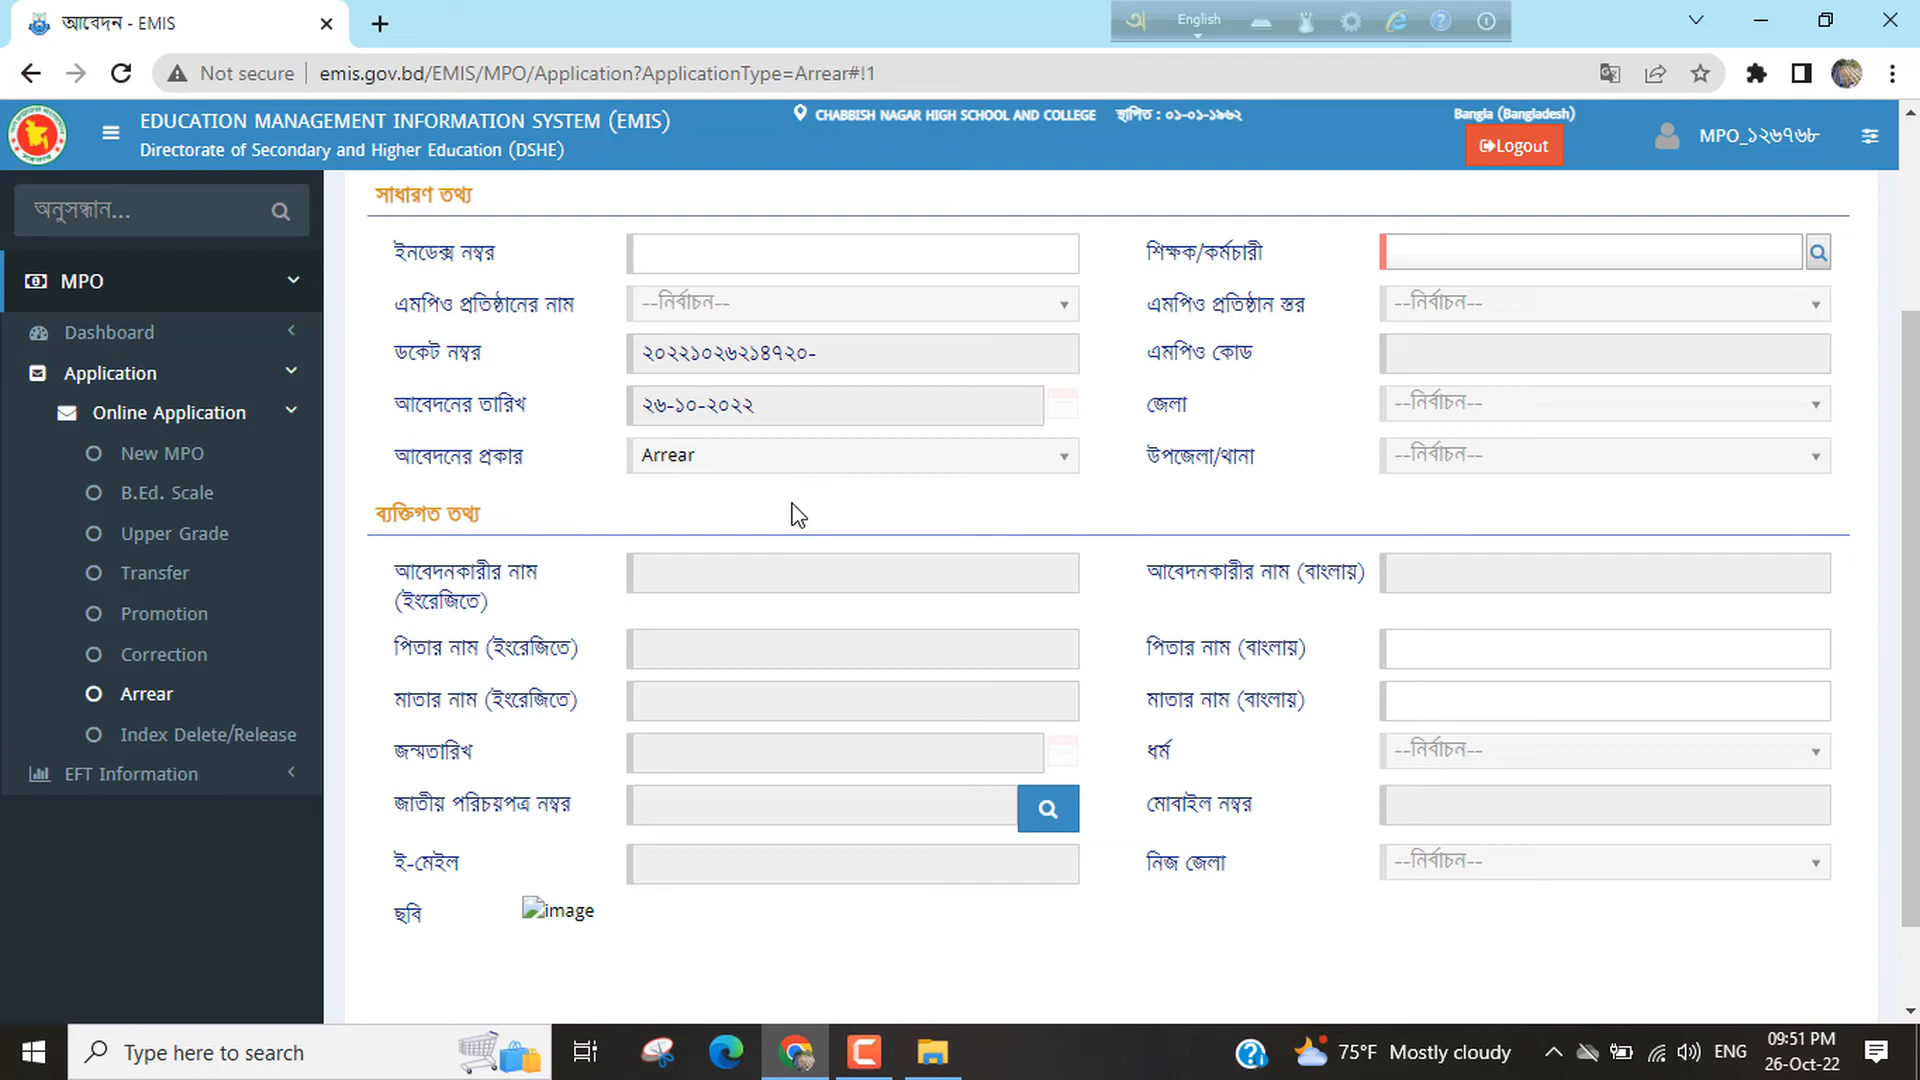 আবেদন - EMIS
English
Not secure
emis.gov.bd/EMIS/MPO/Application?ApplicationType=Arrear#!1
EDUCATION MANAGEMENT INFORMATION SYSTEM (EMIS)
Directorate of Secondary and Higher Education (DSHE)
CHABBISH NAGAR HIGH SCHOOL AND COLLEGE স্থাপিত : ০১-০১-১৯৬২
Bangla (Bangladesh)
Logout
MPO_১২৬৭৬৮
অনুসন্ধান...
MPO
Dashboard
Application
Online Application
New MPO
B.Ed. Scale
Upper Grade
Transfer
Promotion
Correction
Arrear
Index Delete/Release
EFT Information
সাধারণ তথ্য
ইনডেক্স নম্বর
শিক্ষক/কর্মচারী
এমপিও প্রতিষ্ঠানের নাম --নির্বাচন--
এমপিও প্রতিষ্ঠান স্তর --নির্বাচন--
ডকেট নম্বর ২০২২১০২৬২১৪৭২০-
এমপিও কোড
আবেদনের তারিখ ২৬-১০-২০২২
জেলা --নির্বাচন--
আবেদনের প্রকার Arrear
উপজেলা/থানা --নির্বাচন--
ব্যক্তিগত তথ্য
আবেদনকারীর নাম
(ইংরেজিতে)
আবেদনকারীর নাম (বাংলায়)
পিতার নাম (ইংরেজিতে)
পিতার নাম (বাংলায়)
মাতার নাম (ইংরেজিতে)
মাতার নাম (বাংলায়)
জন্মতারিখ
ধর্ম --নির্বাচন--
জাতীয় পরিচয়পত্র নম্বর
মোবাইল নম্বর
ই-মেইল
নিজ জেলা --নির্বাচন--
ছবি
image
Type here to search
75°F Mostly cloudy
ENG
09:51 PM
26-Oct-22